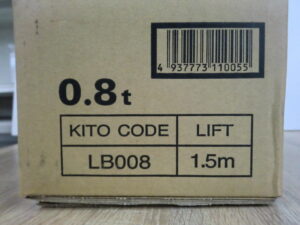 4 937773 110055
0.8t
KITO CODE LIFT
LB008 1.5m